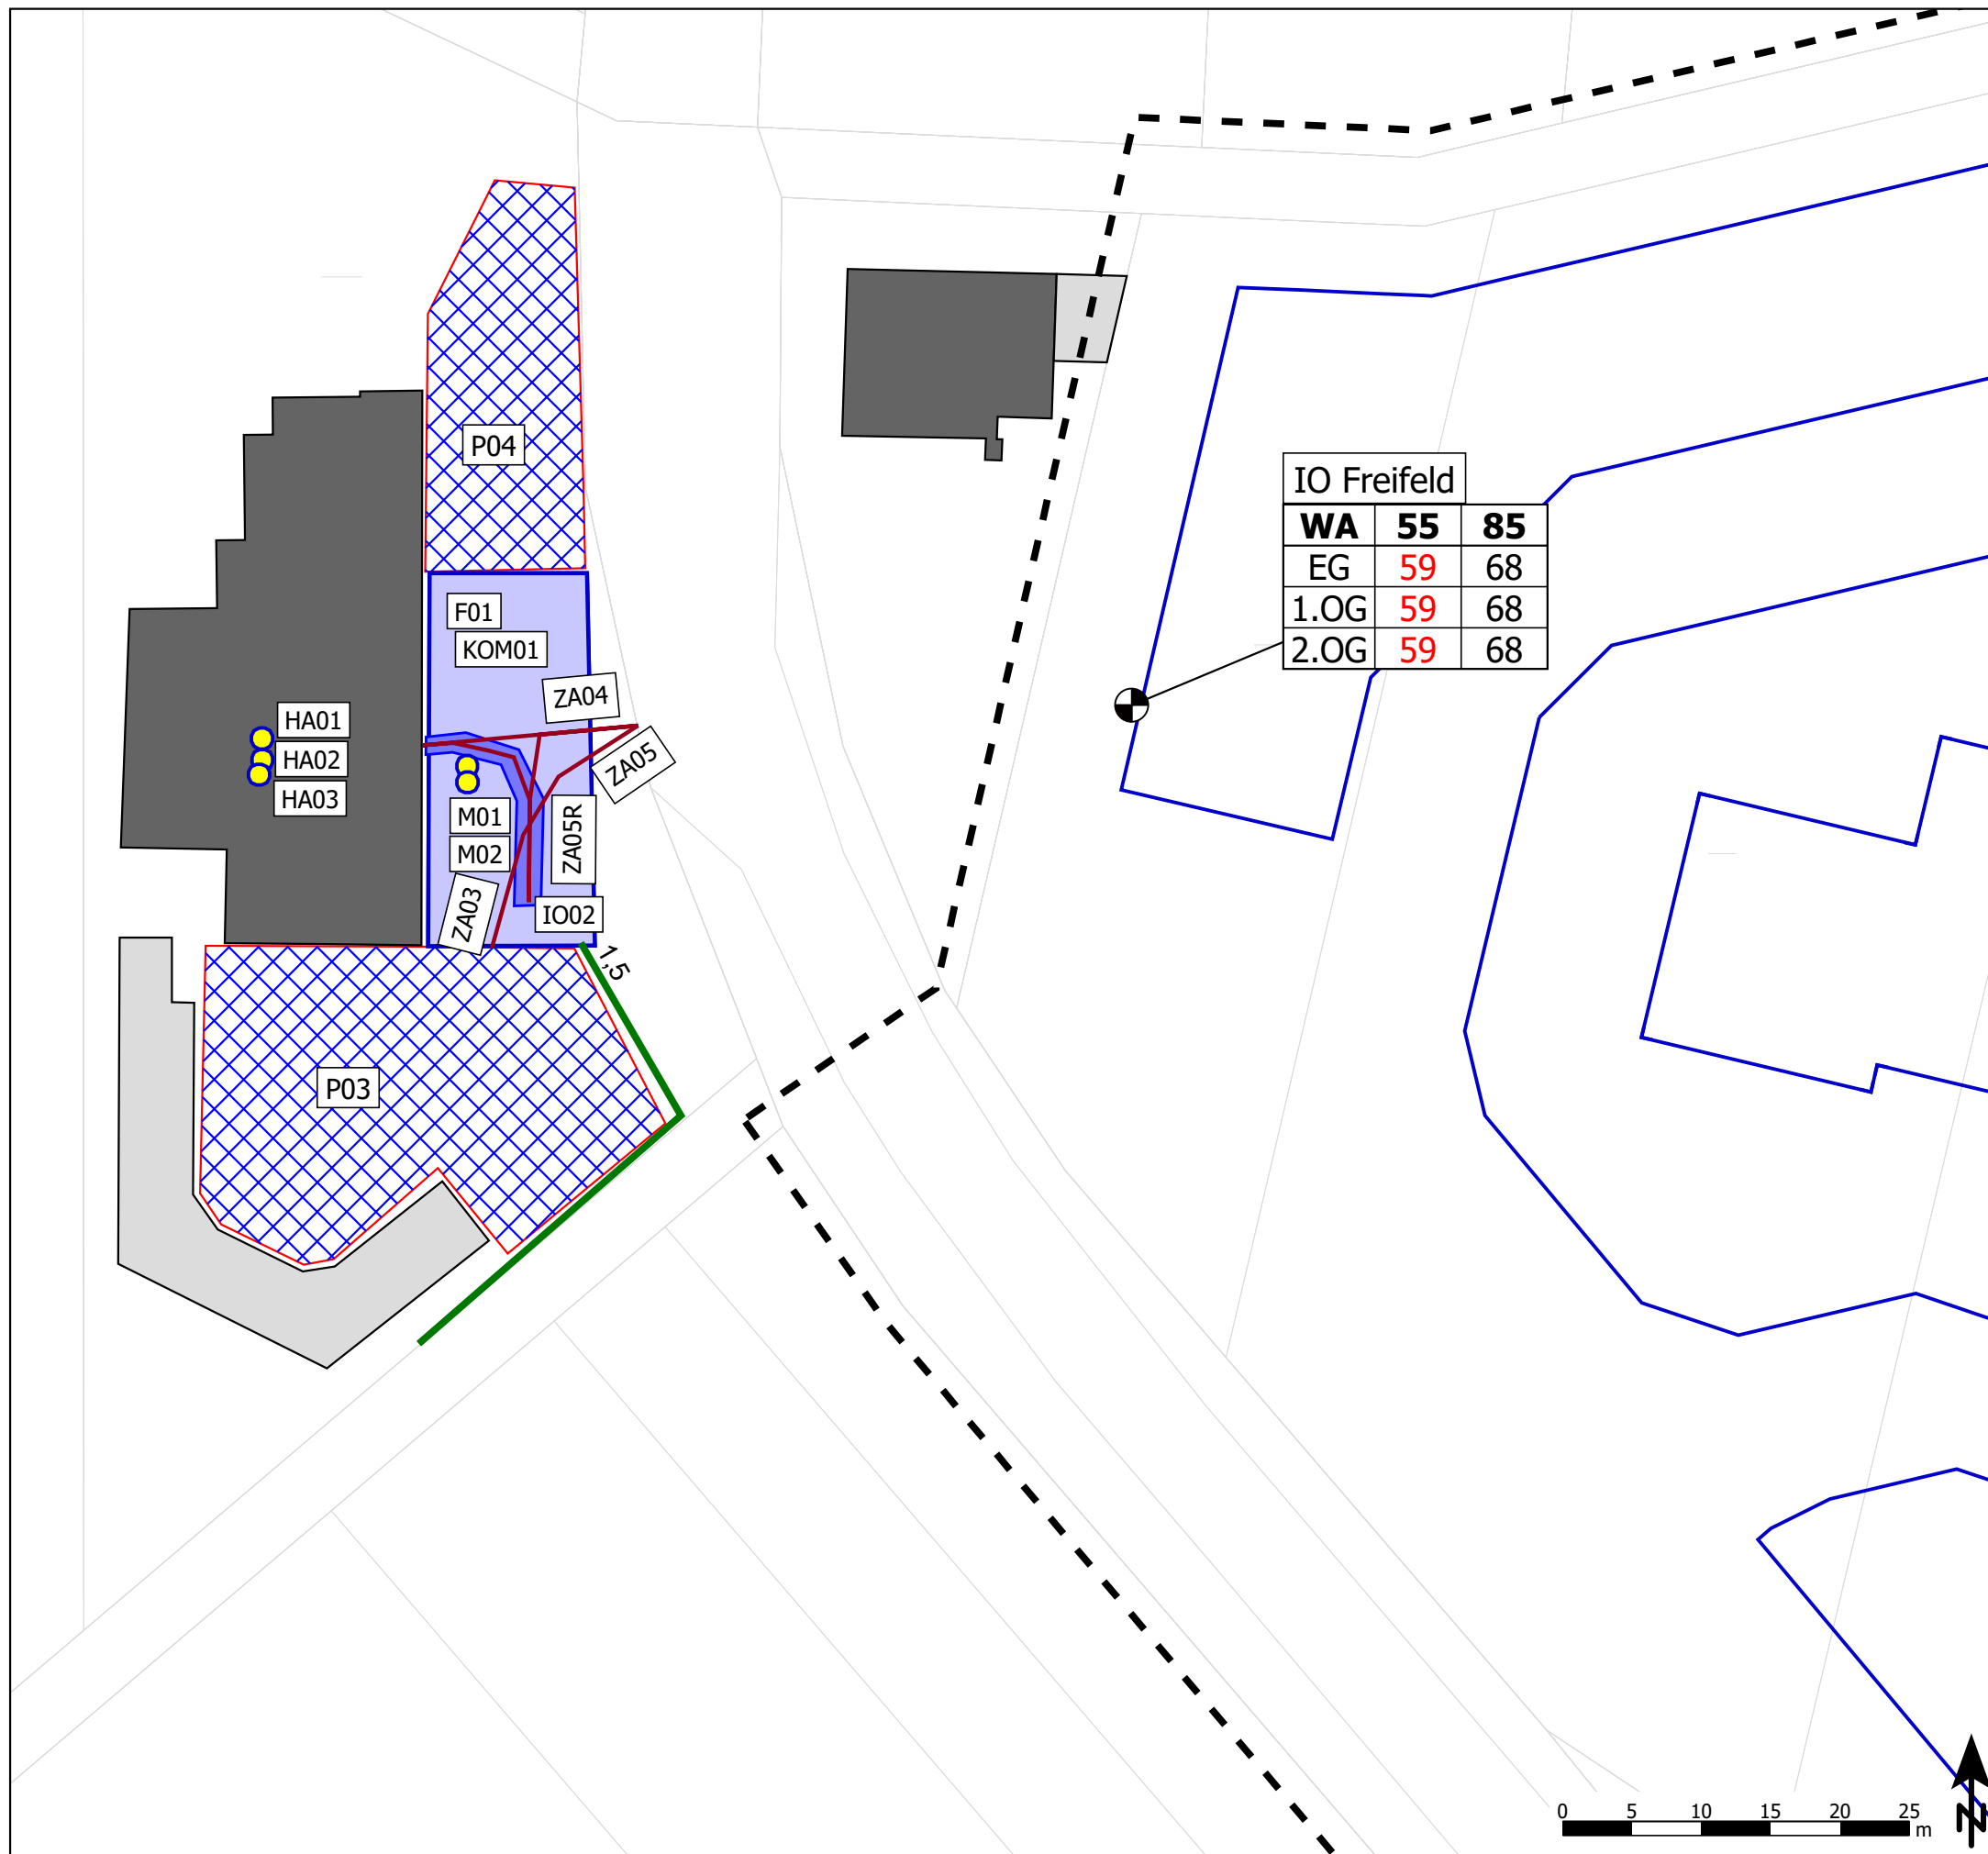 P04
IO Freifeld
WA 55 85
EG 59 68
1.OG 59 68
2.OG 59 68
F01
KOM01
ZA04
ZA05
HA01
HA02
HA03
M01
M02
ZA05R
ZA03
IO02
1,5
P03
0 5 10 15 20 25
m
N